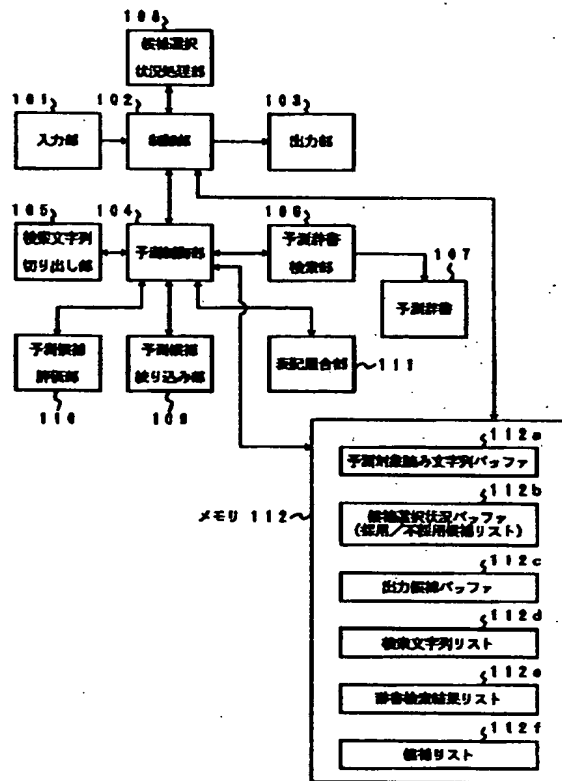 108
候補選択
状況処理部
101
102
103
入力部
制御部
出力部
105
104
106
検索文字列
切り出し部
予測制御部
予測辞書
検索部
107
予測辞書
予測候補
評価部
予測候補
絞り込み部
表記照合部
111
110
109
112a
予測対象読み文字列バッファ
112b
メモリ 112
候補選択状況バッファ
(採用/不採用候補リスト)
112c
出力候補バッファ
112d
検索文字列リスト
112e
辞書検索結果リスト
112f
候補リスト